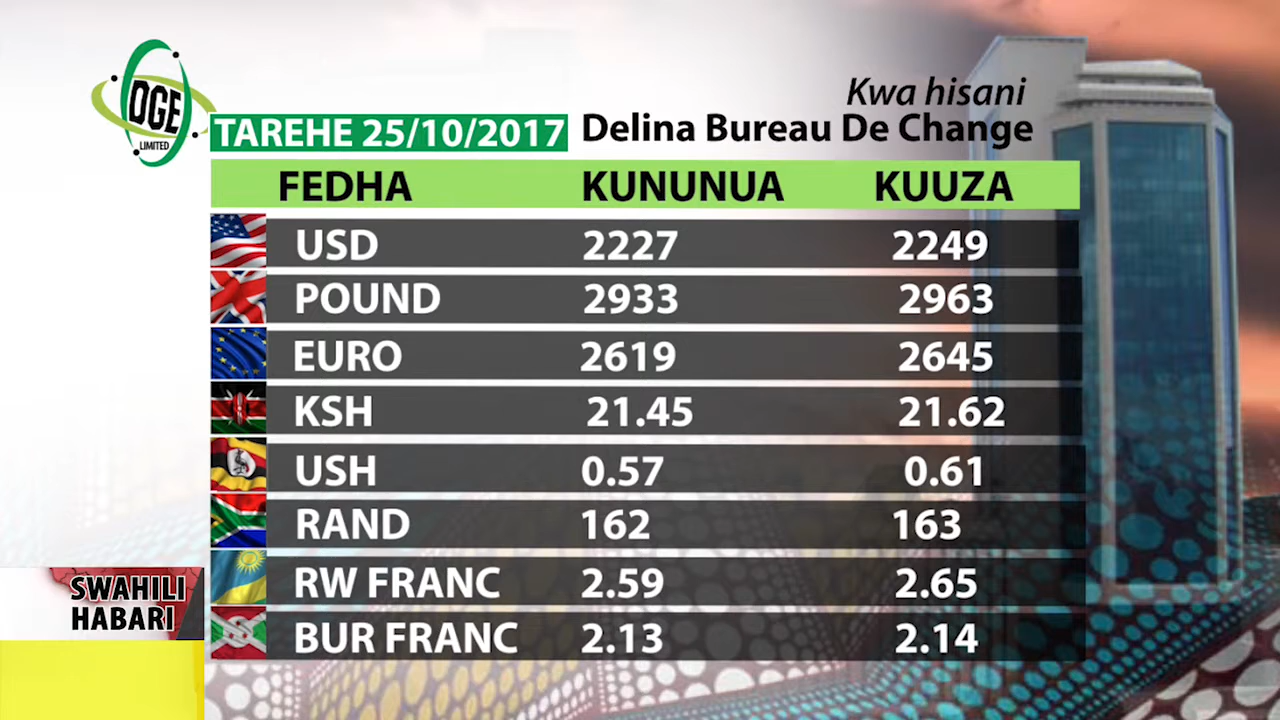 DGE
LIMITED
Kwa hisani
TAREHE 25/10/2017 Delina Bureau De Change
FEDHA KUNUNUA KUUZA
USD 2227 2249
POUND 2933 2963
EURO 2619 2645
KSH 21.45 21.62
USH 0.57 0.61
RAND 162 163
RW FRANC 2.59 2.65
BUR FRANC 2.13 2.14
SWAHILI
HABARI